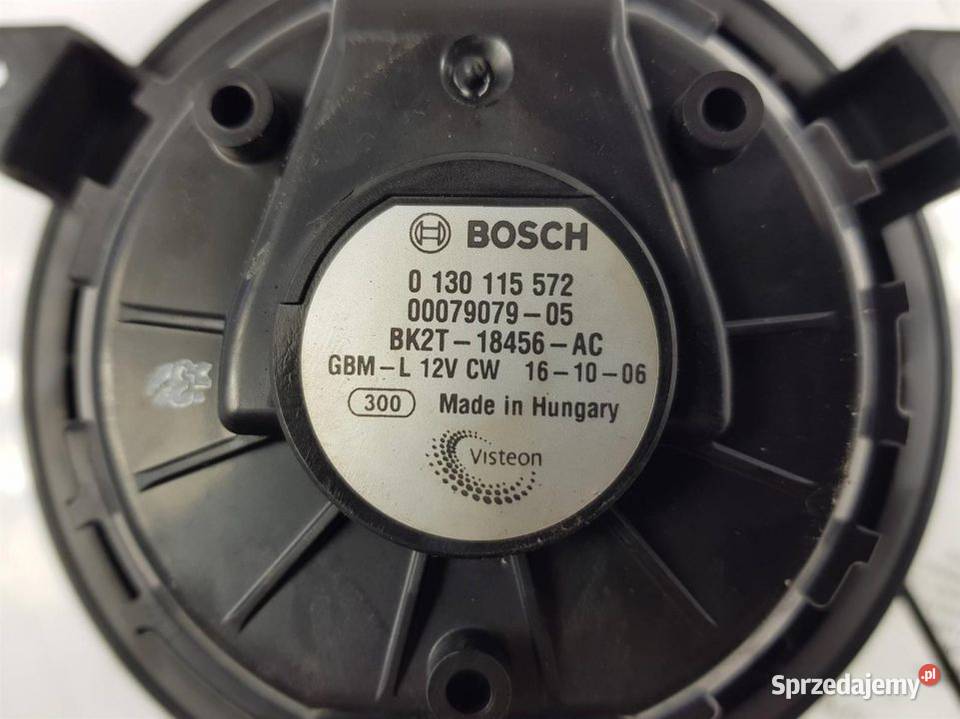 BOSCH
0 130 115 572
00079079-05
BK2T-18456-AC
GBM-L 12V CW 16-10-06
300 Made in Hungary
Visteon
Sprzedajemy.pl